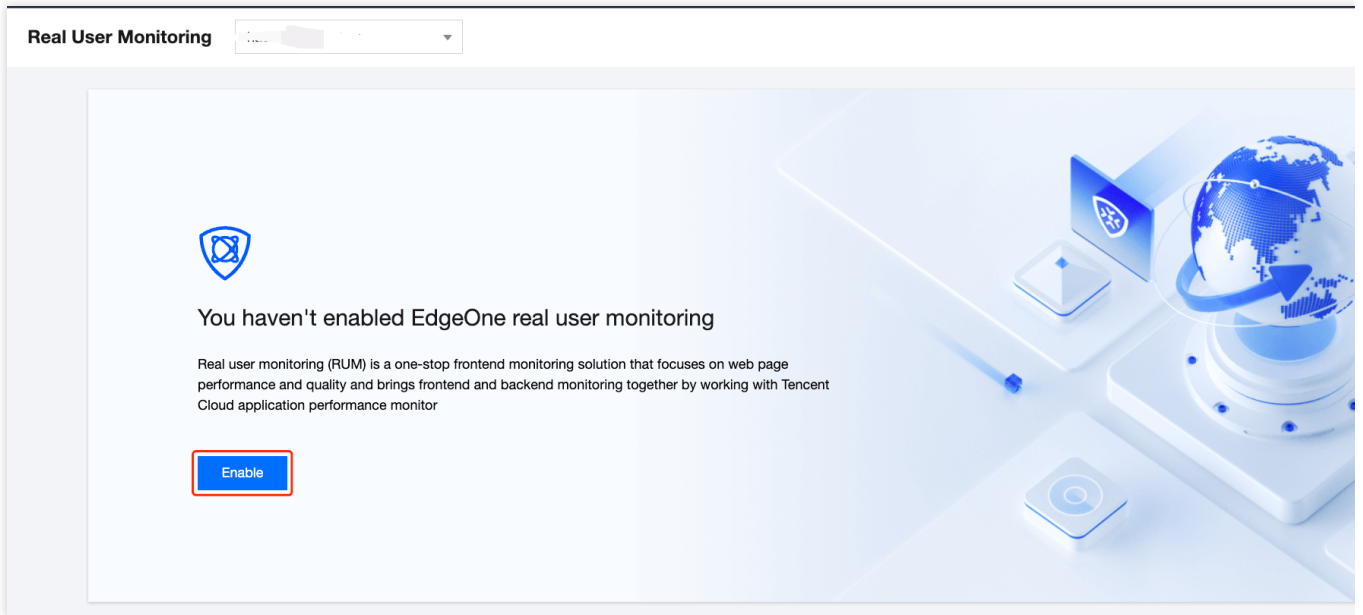 Real User Monitoring
You haven't enabled EdgeOne real user monitoring
Real user monitoring (RUM) is a one-stop frontend monitoring solution that focuses on web page
performance and quality and brings frontend and backend monitoring together by working with Tencent
Cloud application performance monitor
Enable